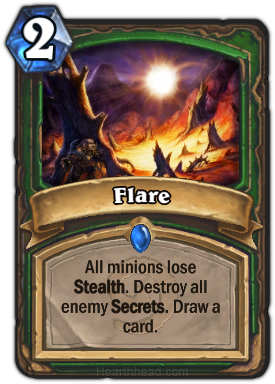 2
Flare
All minions lose
Stealth. Destroy all
enemy Secrets. Draw a
card.
Hearthhead.com